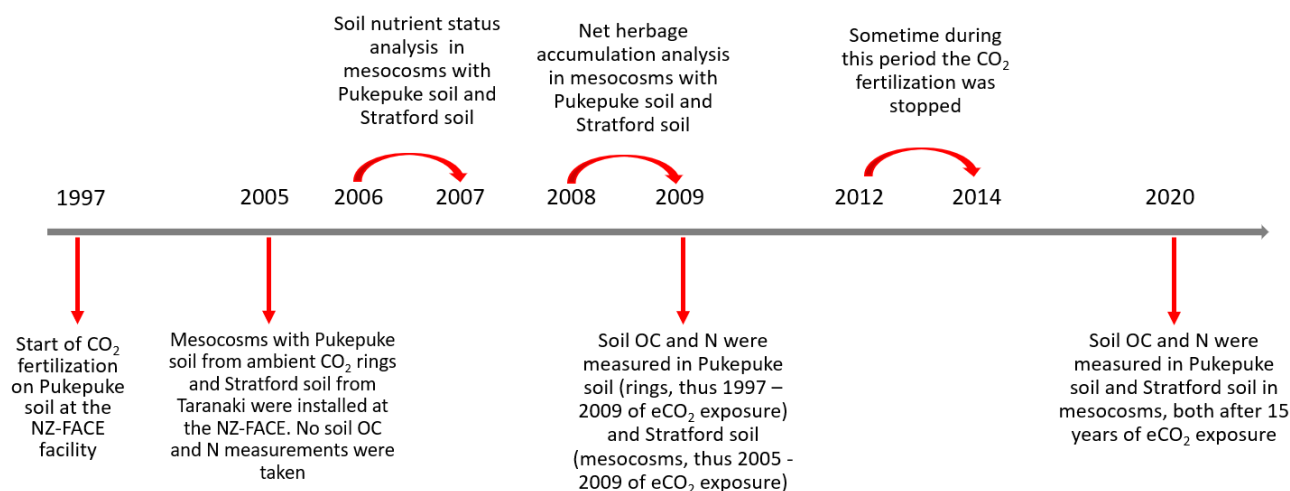 Soil nutrient status
analysis in
mesocosms with
Pukepuke soil and
Stratford soil
Net herbage
accumulation analysis
in mesocosms with
Pukepuke soil and
Stratford soil
Sometime during
this period the CO₂
fertilization was
stopped
1997
2005
2006
2007
2008
2009
2012
2014
2020
Start of CO₂
fertilization
on Pukepuke
soil at the
NZ-FACE
facility
Mesocosms with Pukepuke
soil from ambient CO₂ rings
and Stratford soil from
Taranaki were installed at
the NZ-FACE. No soil OC
and N measurements were
taken
Soil OC and N were
measured in Pukepuke
soil (rings, thus 1997 –
2009 of eCO₂ exposure)
and Stratford soil
(mesocosms, thus 2005 -
2009 of eCO₂ exposure)
Soil OC and N were
measured in Pukepuke
soil and Stratford soil in
mesocosms, both after 15
years of eCO₂ exposure